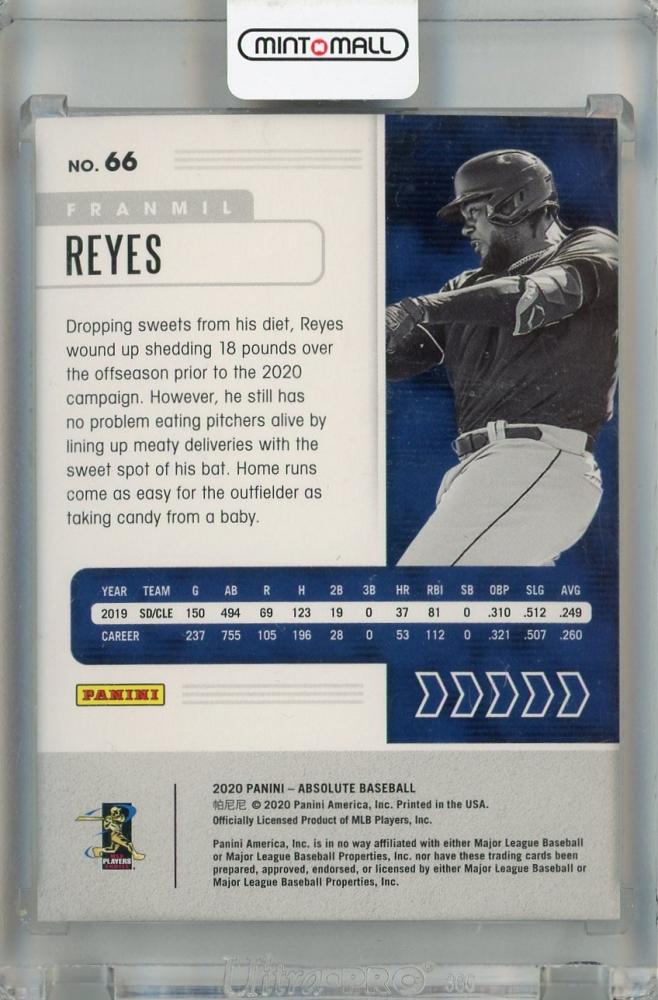 MINT MALL
NO. 66
FRANMIL
REYES
Dropping sweets from his diet, Reyes
wound up shedding 18 pounds over
the offseason prior to the 2020
campaign. However, he still has
no problem eating pitchers alive by
lining up meaty deliveries with the
sweet spot of his bat. Home runs
come as easy for the outfielder as
taking candy from a baby.
YEAR TEAM G AB R H 2B 3B HR RBI SB OBP SLG AVG
2019 SD/CLE 150 494 69 123 19 0 37 81 0 .310 .512 .249
CAREER 237 755 105 196 28 0 53 112 0 .321 .507 .260
PANINI
2020 PANINI – ABSOLUTE BASEBALL
帕尼尼 © 2020 Panini America, Inc. Printed in the USA.
Officially Licensed Product of MLB Players, Inc.
Panini America, Inc. is in no way affiliated with either Major League Baseball
or Major League Baseball Properties, Inc. nor have these trading cards been
prepared, approved, endorsed, or licensed by either Major League Baseball or
Major League Baseball Properties, Inc.
PLAYERS
Ultra·PRO®